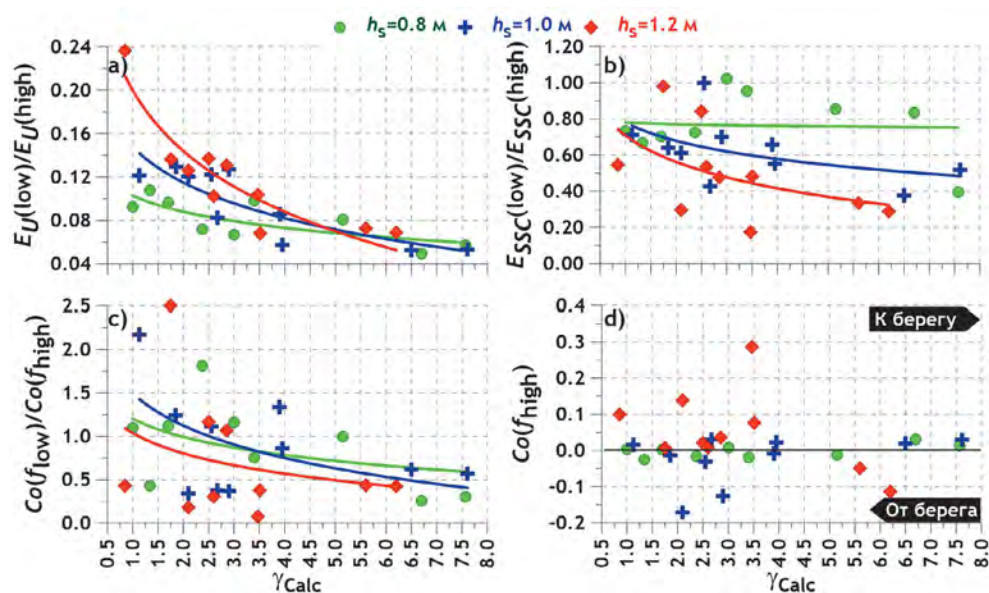 hs=0.8 м hs=1.0 м hs=1.2 м
a)
EU(low)/EU(high)
0.24
0.20
0.16
0.12
0.08
0.04
b)
ESSC(low)/ESSC(high)
1.20
1.00
0.80
0.60
0.40
0.20
0.00
c)
Co(flow)/Co(fhigh)
2.5
2.0
1.5
1.0
0.5
0.0
0.5 1.0 1.5 2.0 2.5 3.0 3.5 4.0 4.5 5.0 5.5 6.0 6.5 7.0 7.5 8.0
γCalc
d)
К берегу
Co(fhigh)
0.4
0.3
0.2
0.1
0.0
-0.1
-0.2
От берега
0.5 1.0 1.5 2.0 2.5 3.0 3.5 4.0 4.5 5.0 5.5 6.0 6.5 7.0 7.5 8.0
γCalc